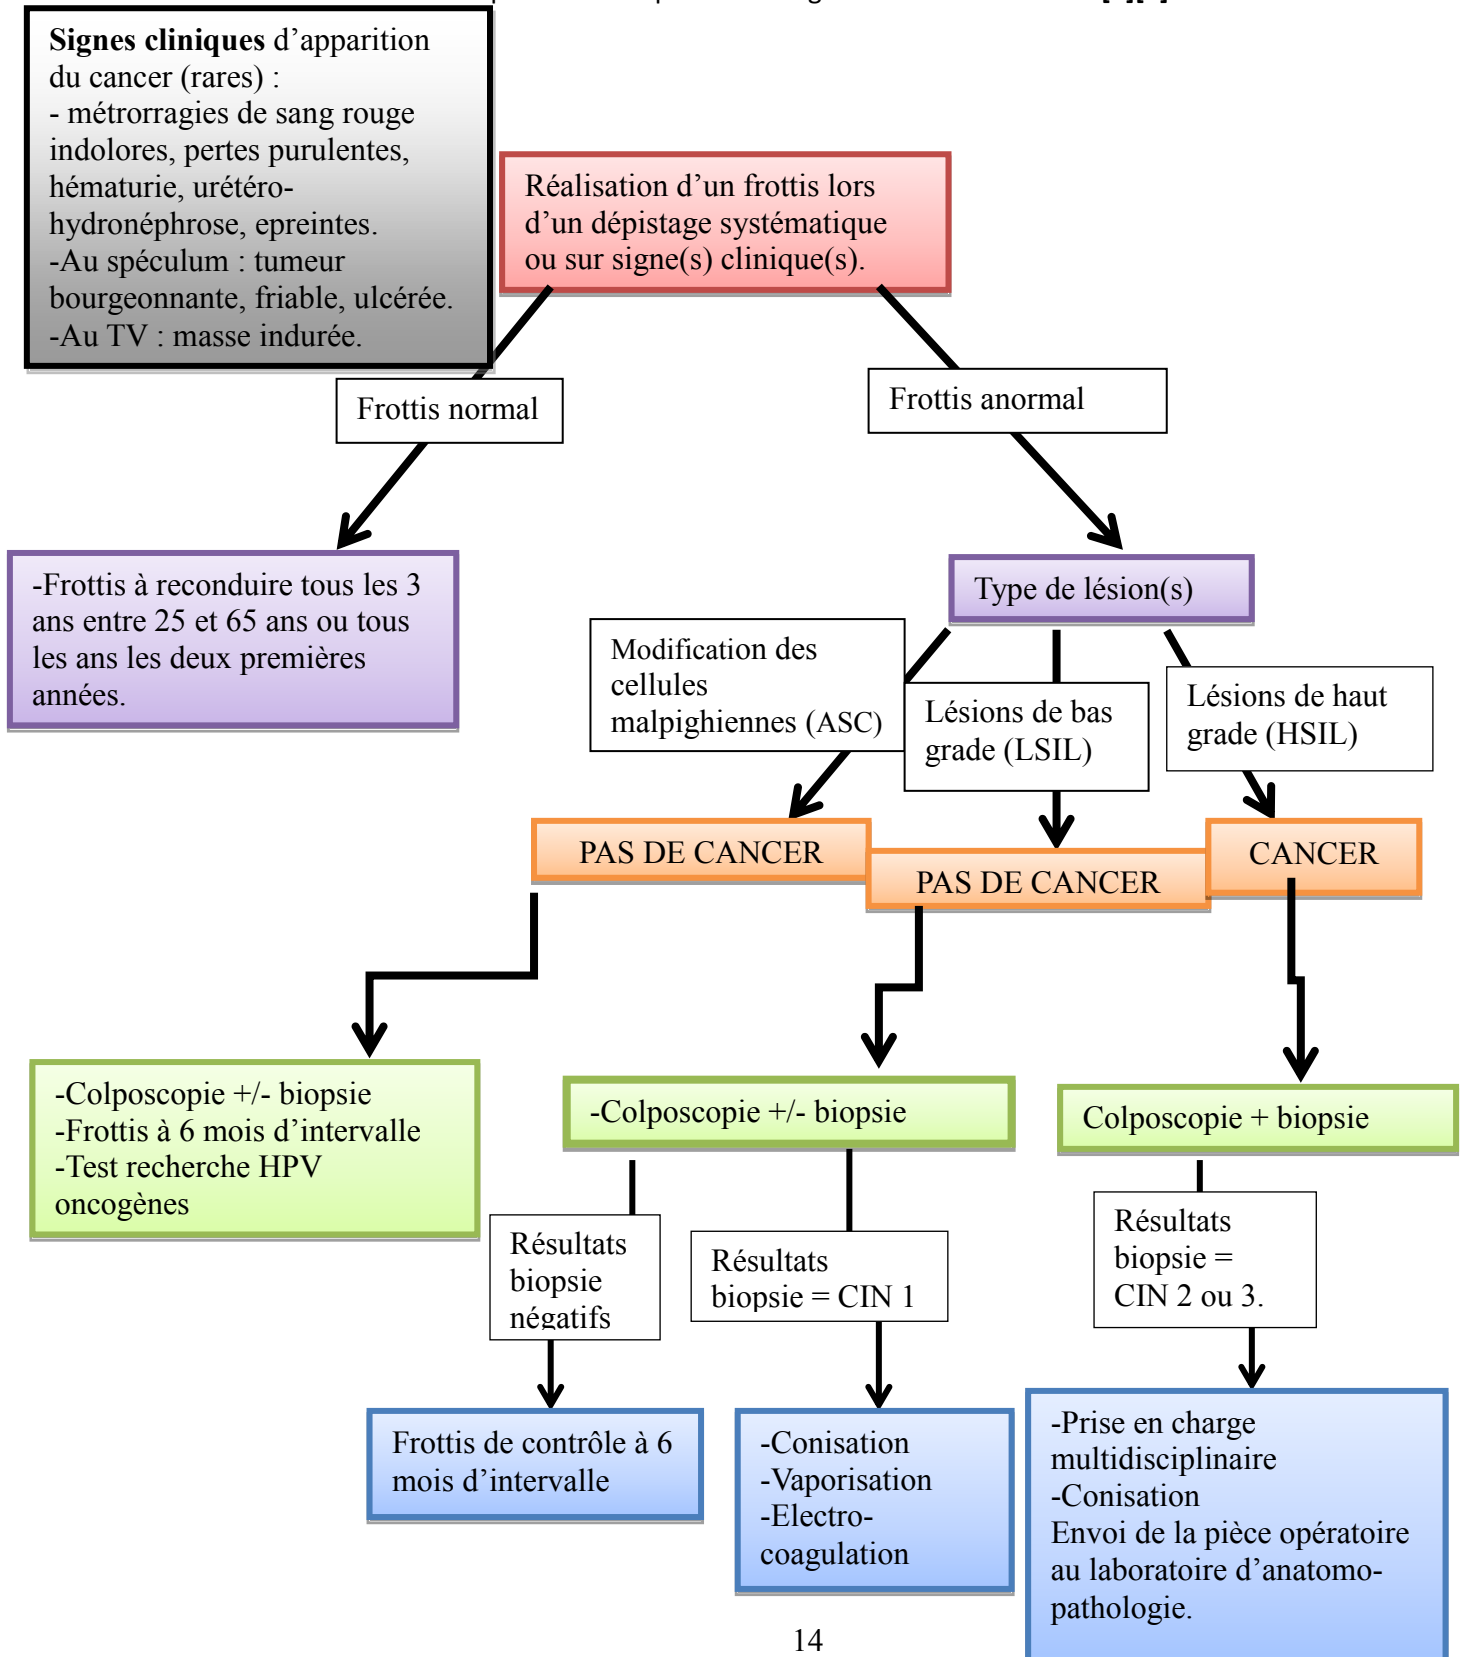 Signes cliniques d’apparition
du cancer (rares) :
- métrorragies de sang rouge
indolores, pertes purulentes,
hématurie, urétéro-
hydronéphrose, epreintes.
-Au spéculum : tumeur
bourgeonnante, friable, ulcérée.
-Au TV : masse indurée.
Réalisation d’un frottis lors
d’un dépistage systématique
ou sur signe(s) clinique(s).
Frottis normal
Frottis anormal
-Frottis à reconduire tous les 3
ans entre 25 et 65 ans ou tous
les ans les deux premières
années.
Type de lésion(s)
Modification des
cellules
malpighiennes (ASC)
Lésions de bas
grade (LSIL)
Lésions de haut
grade (HSIL)
PAS DE CANCER
PAS DE CANCER
CANCER
-Colposcopie +/- biopsie
-Frottis à 6 mois d’intervalle
-Test recherche HPV
oncogènes
-Colposcopie +/- biopsie
Colposcopie + biopsie
Résultats
biopsie
négatifs
Résultats
biopsie = CIN 1
Résultats
biopsie =
CIN 2 ou 3.
Frottis de contrôle à 6
mois d’intervalle
-Conisation
-Vaporisation
-Electro-
coagulation
-Prise en charge
multidisciplinaire
-Conisation
Envoi de la pièce opératoire
au laboratoire d’anatomo-
pathologie.
14